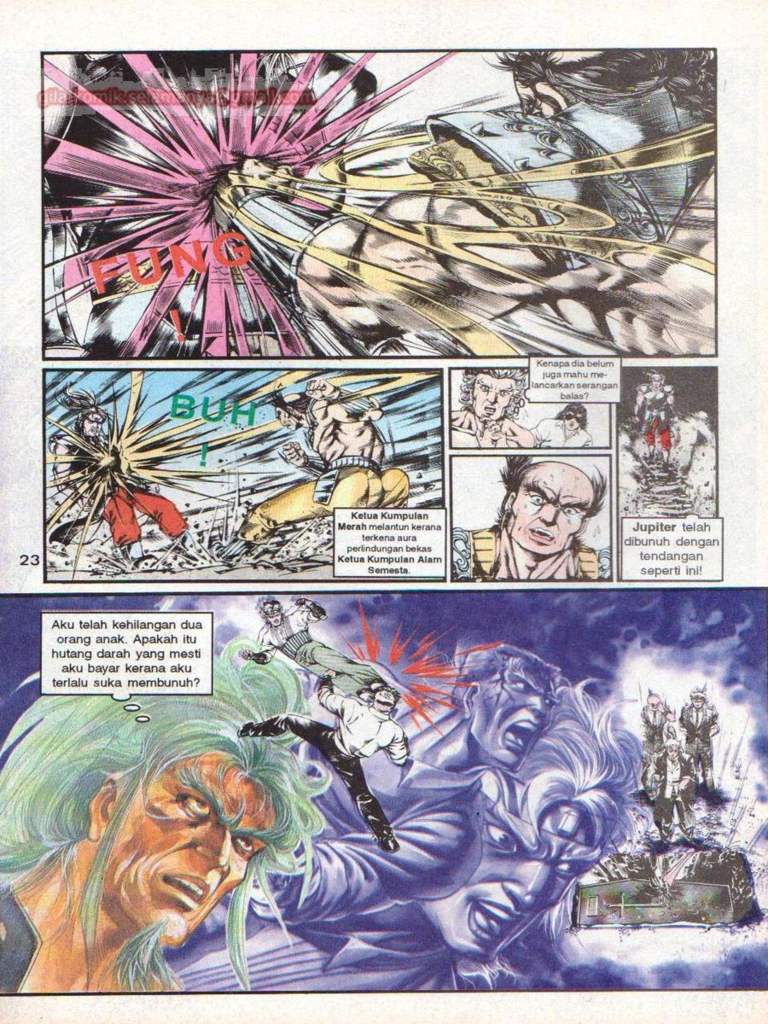 FUNG
!
BUH
!
Kenapa dia belum
juga mahu me-
lancarkan serangan
balas?
Ketua Kumpulan
Merah melantun kerana
terkena aura
perlindungan bekas
Ketua Kumpulan Alam
Semesta.
Jupiter telah
dibunuh dengan
tendangan
seperti ini!
23
Aku telah kehilangan dua
orang anak. Apakah itu
hutang darah yang mesti
aku bayar kerana aku
terlalu suka membunuh?